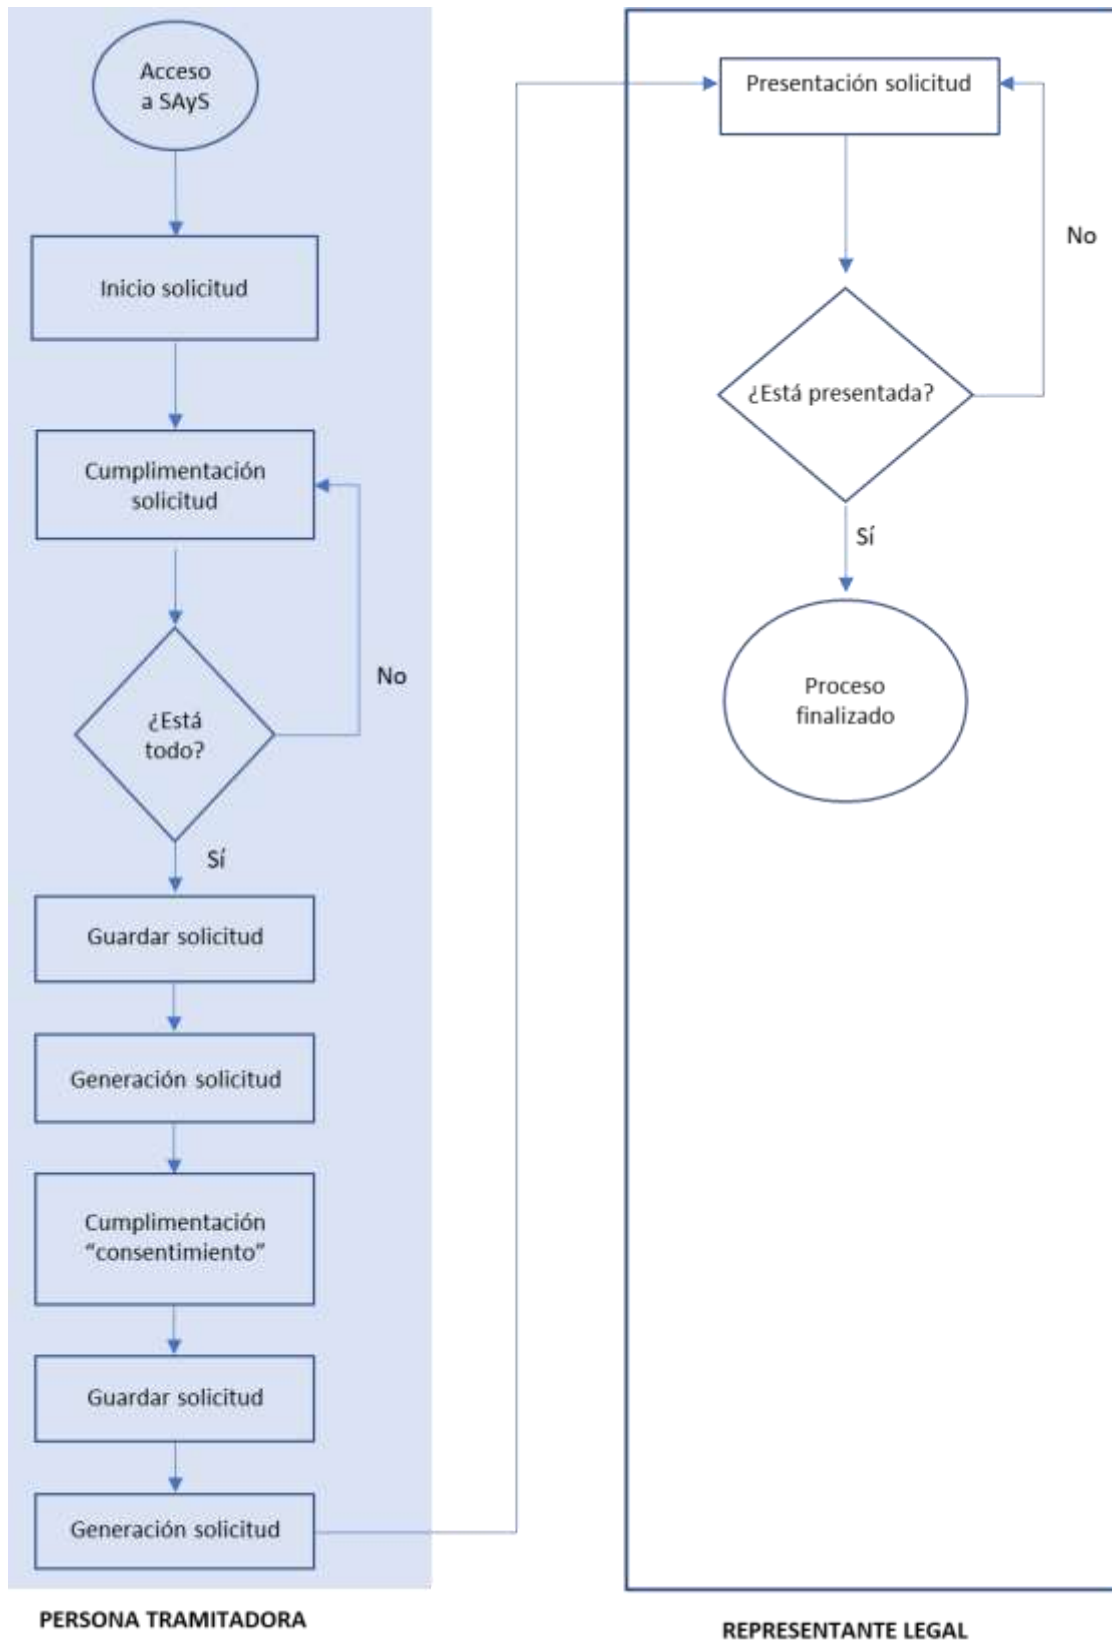 Acceso
a SAyS
Inicio solicitud
Cumplimentación
solicitud
No
¿Está
todo?
Sí
Guardar solicitud
Generación solicitud
Cumplimentación
“consentimiento”
Guardar solicitud
Generación solicitud
PERSONA TRAMITADORA
Presentación solicitud
No
¿Está presentada?
Sí
Proceso
finalizado
REPRESENTANTE LEGAL